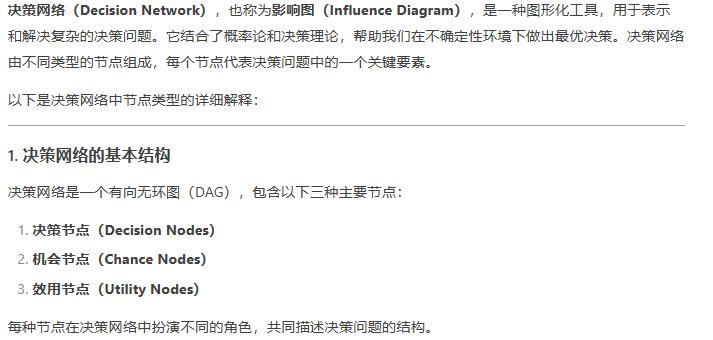 决策网络（Decision Network），也称为影响图（Influence Diagram），是一种图形化工具，用于表示
和解决复杂的决策问题。它结合了概率论和决策理论，帮助我们在不确定性环境下做出最优决策。决策网络
由不同类型的节点组成，每个节点代表决策问题中的一个关键要素。
以下是决策网络中节点类型的详细解释：
1. 决策网络的基本结构
决策网络是一个有向无环图（DAG），包含以下三种主要节点：
1. 决策节点（Decision Nodes）
2. 机会节点（Chance Nodes）
3. 效用节点（Utility Nodes）
每种节点在决策网络中扮演不同的角色，共同描述决策问题的结构。